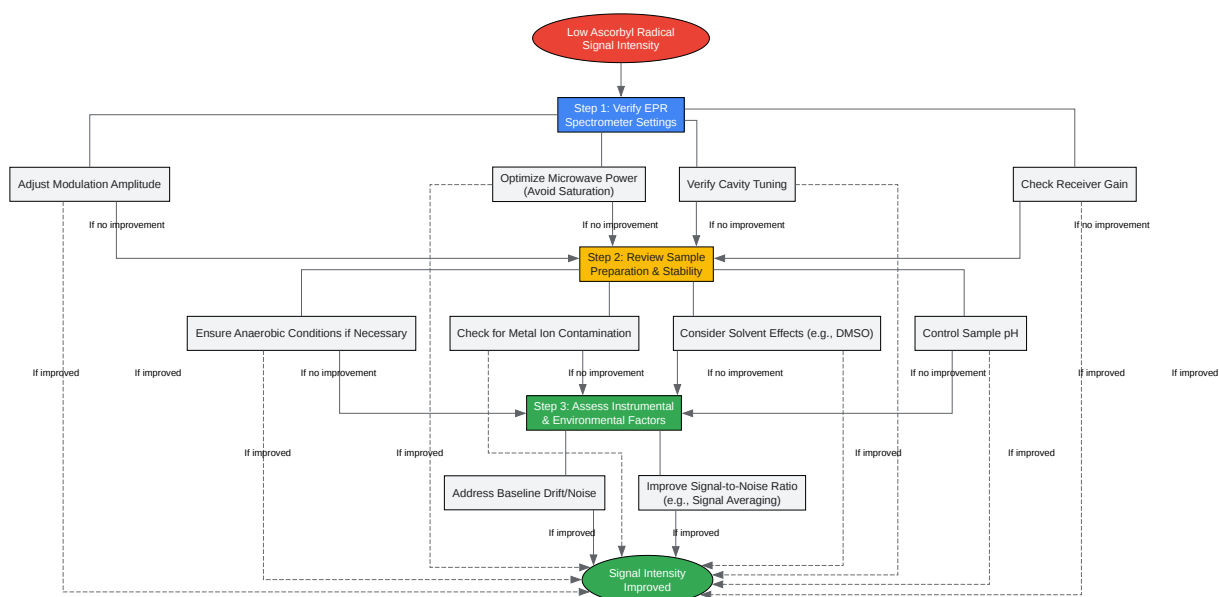 Low Ascorbyl Radical
Signal Intensity
Step 1: Verify EPR
Spectrometer Settings
Adjust Modulation Amplitude
Optimize Microwave Power
(Avoid Saturation)
Verify Cavity Tuning
Check Receiver Gain
If no improvement
If no improvement
If no improvement
If no improvement
Step 2: Review Sample
Preparation & Stability
Ensure Anaerobic Conditions if Necessary
Check for Metal Ion Contamination
Consider Solvent Effects (e.g., DMSO)
Control Sample pH
If improved
If improved
If no improvement
If no improvement
If no improvement
If no improvement
If improved
If improved
Step 3: Assess Instrumental
& Environmental Factors
If improved
If improved
If improved
If improved
Address Baseline Drift/Noise
Improve Signal-to-Noise Ratio
(e.g., Signal Averaging)
If improved
If improved
Signal Intensity
Improved